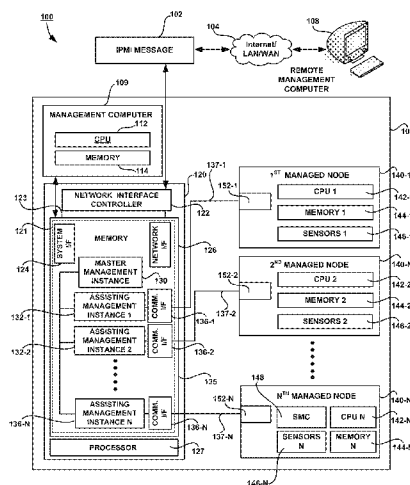 100
102
IPMI MESSAGE
104
Internet/
LAN/WAN
108
REMOTE
MANAGEMENT
COMPUTER
109
MANAGEMENT COMPUTER
112
CPU
MEMORY
114
120
NETWORK INTERFACE
CONTROLLER
122
123
121
SYSTEM
I/F
124
MEMORY
NETWORK
I/F
126
MASTER
MANAGEMENT
INSTANCE
130
132-1
ASSISTING
MANAGEMENT
INSTANCE 1
COMM.
I/F
136-1
132-2
ASSISTING
MANAGEMENT
INSTANCE 2
COMM.
I/F
136-2
135
136-N
ASSISTING
MANAGEMENT
INSTANCE N
COMM.
I/F
136-N
PROCESSOR
127
137-1
137-2
137-N
10
1ST MANAGED NODE
140-1
152-1
CPU 1
142-
MEMORY 1
144-
SENSORS 1
145-1
2ND MANAGED NODE
140-N
152-2
CPU 2
142-2
MEMORY 2
144-2
SENSORS 2
146-2
NTH MANAGED NODE
140-N
148
152-N
SMC
CPU N
142-N
SENSORS
N
MEMORY
N
144-N
146-N